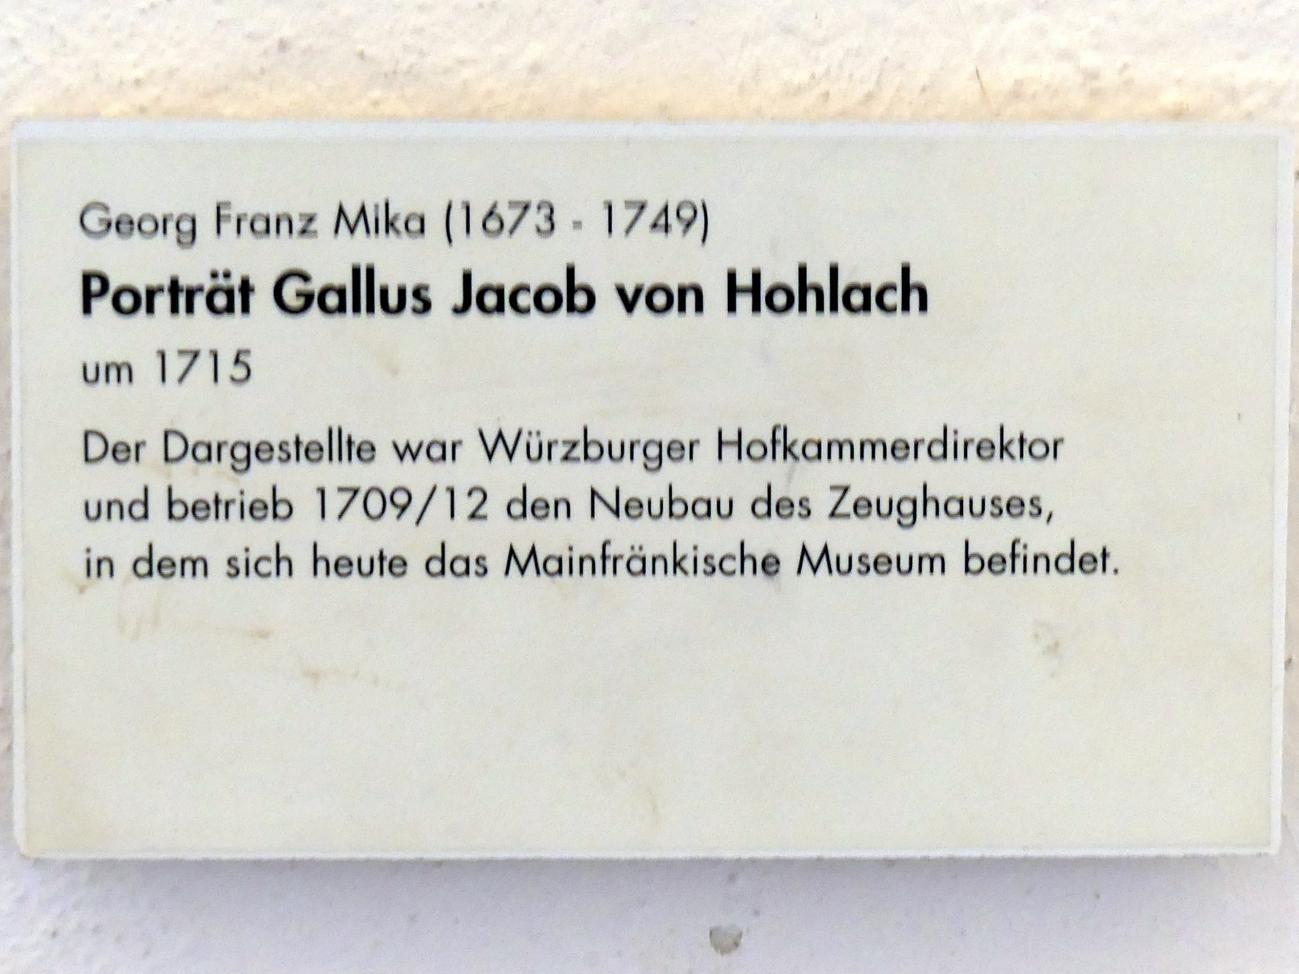 Georg Franz Mika (1673 - 1749)
Porträt Gallus Jacob von Hohlach
um 1715
Der Dargestellte war Würzburger Hofkammerdirektor
und betrieb 1709/12 den Neubau des Zeughauses,
in dem sich heute das Mainfränkische Museum befindet.